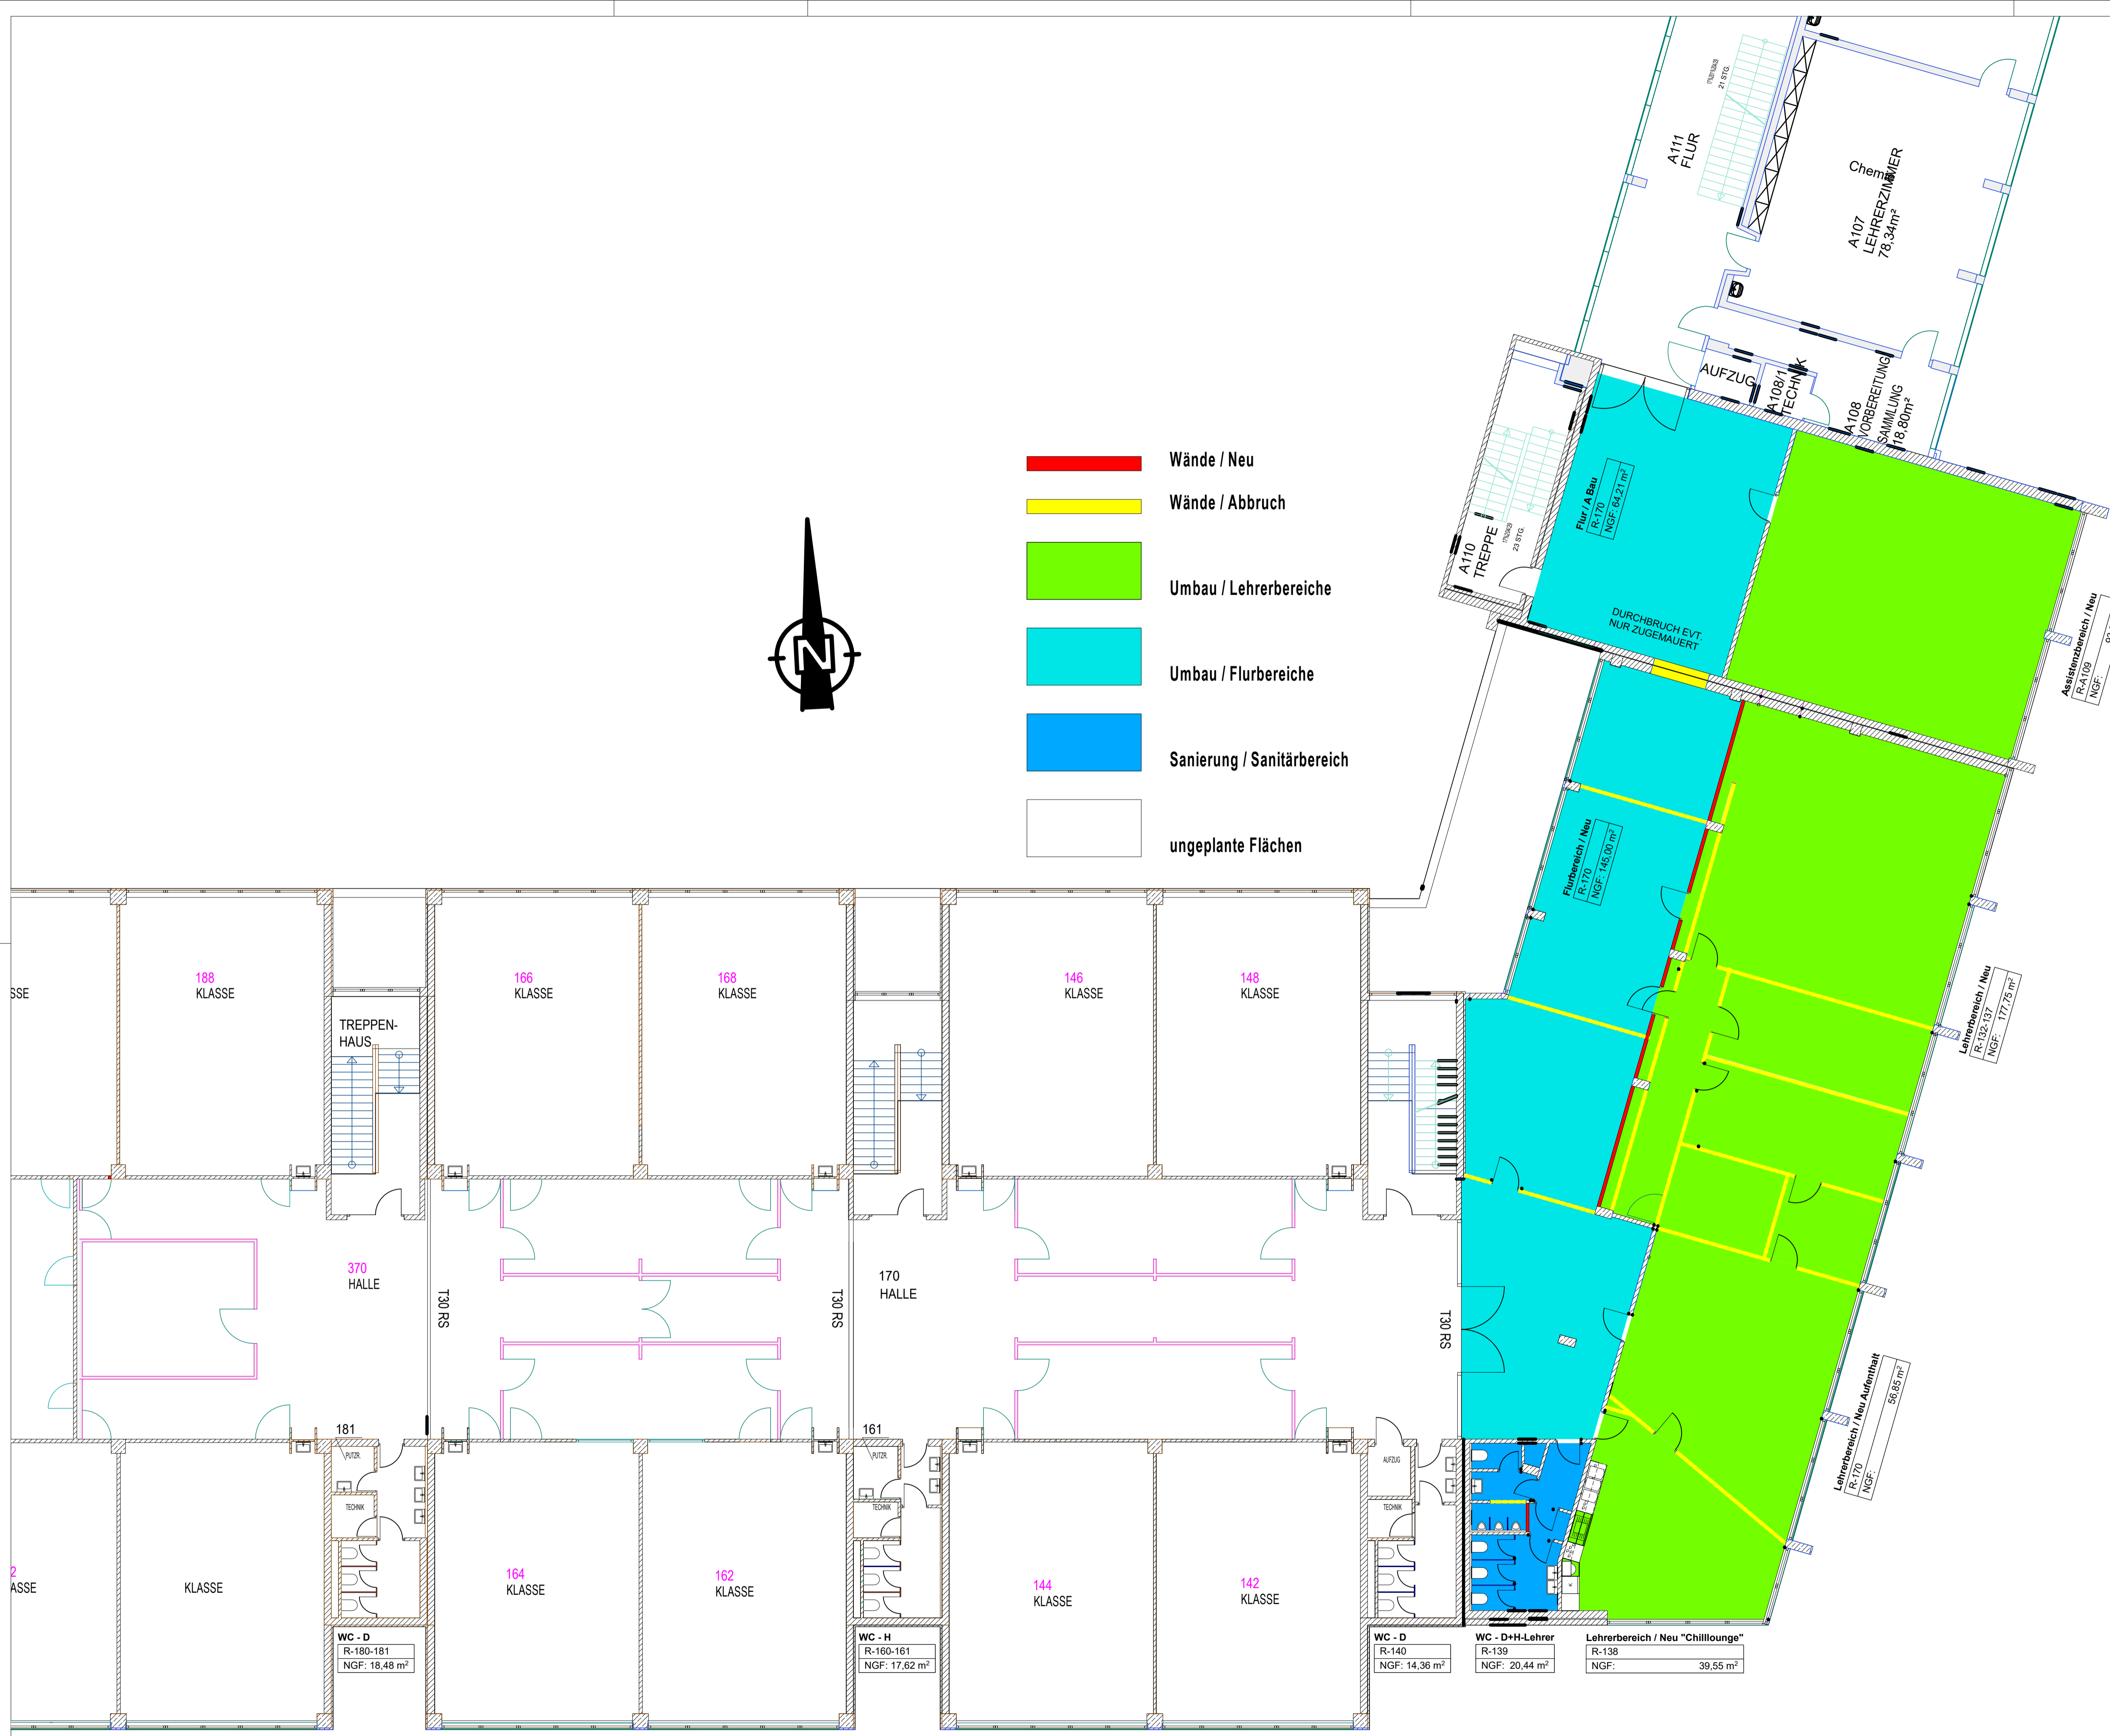 A111
FLUR
21 STG.
Chemie
A107
LEHRERZIMMER
78,34m²
AUFZUG
A108/1
TECHNIK
A108
VORBEREITUNG
SAMMLUNG
18,80m²
A110
TREPPE
23 STG.
Flur / A Bau
R-170
NGF: 64,21 m²
DURCHBRUCH EVT.
NUR ZUGEMAUERT
Wände / Neu
Wände / Abbruch
Umbau / Lehrerbereiche
Umbau / Flurbereiche
Sanierung / Sanitärbereich
ungeplante Flächen
N
Assistenzbereich / Neu
R-A109
NGF:
Flurbereich / Neu
R-170
NGF: 145,00 m²
Lehrerbereich / Neu
R-132-137
NGF: 177,75 m²
Lehrerbereich / Neu Aufenthalt
R-170
NGF: 56,85 m²
SSE
188
KLASSE
166
KLASSE
168
KLASSE
146
KLASSE
148
KLASSE
TREPPEN-
HAUS
370
HALLE
T30 RS
T30 RS
170
HALLE
T30 RS
181
PUTZR.
TECHNIK
161
PUTZR.
TECHNIK
AUFZUG
TECHNIK
2
ASSE
KLASSE
164
KLASSE
162
KLASSE
144
KLASSE
142
KLASSE
WC - D
R-180-181
NGF: 18,48 m²
WC - H
R-160-161
NGF: 17,62 m²
WC - D
R-140
NGF: 14,36 m²
WC - D+H-Lehrer
R-139
NGF: 20,44 m²
Lehrerbereich / Neu "Chilllounge"
R-138
NGF: 39,55 m²